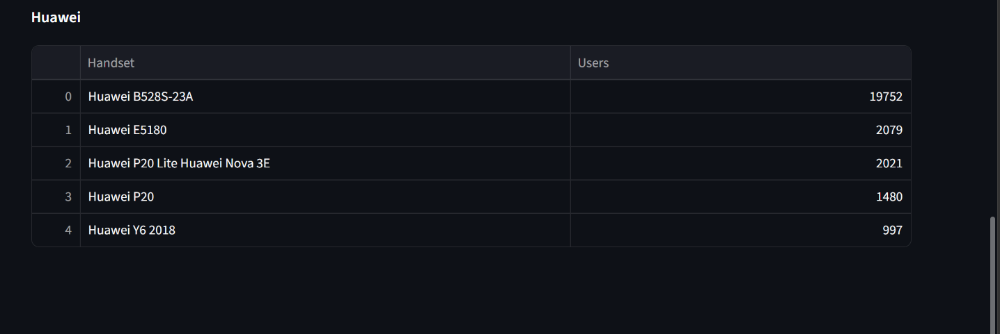 Huawei
Handset Users
0 Huawei B528S-23A 19752
1 Huawei E5180 2079
2 Huawei P20 Lite Huawei Nova 3E 2021
3 Huawei P20 1480
4 Huawei Y6 2018 997